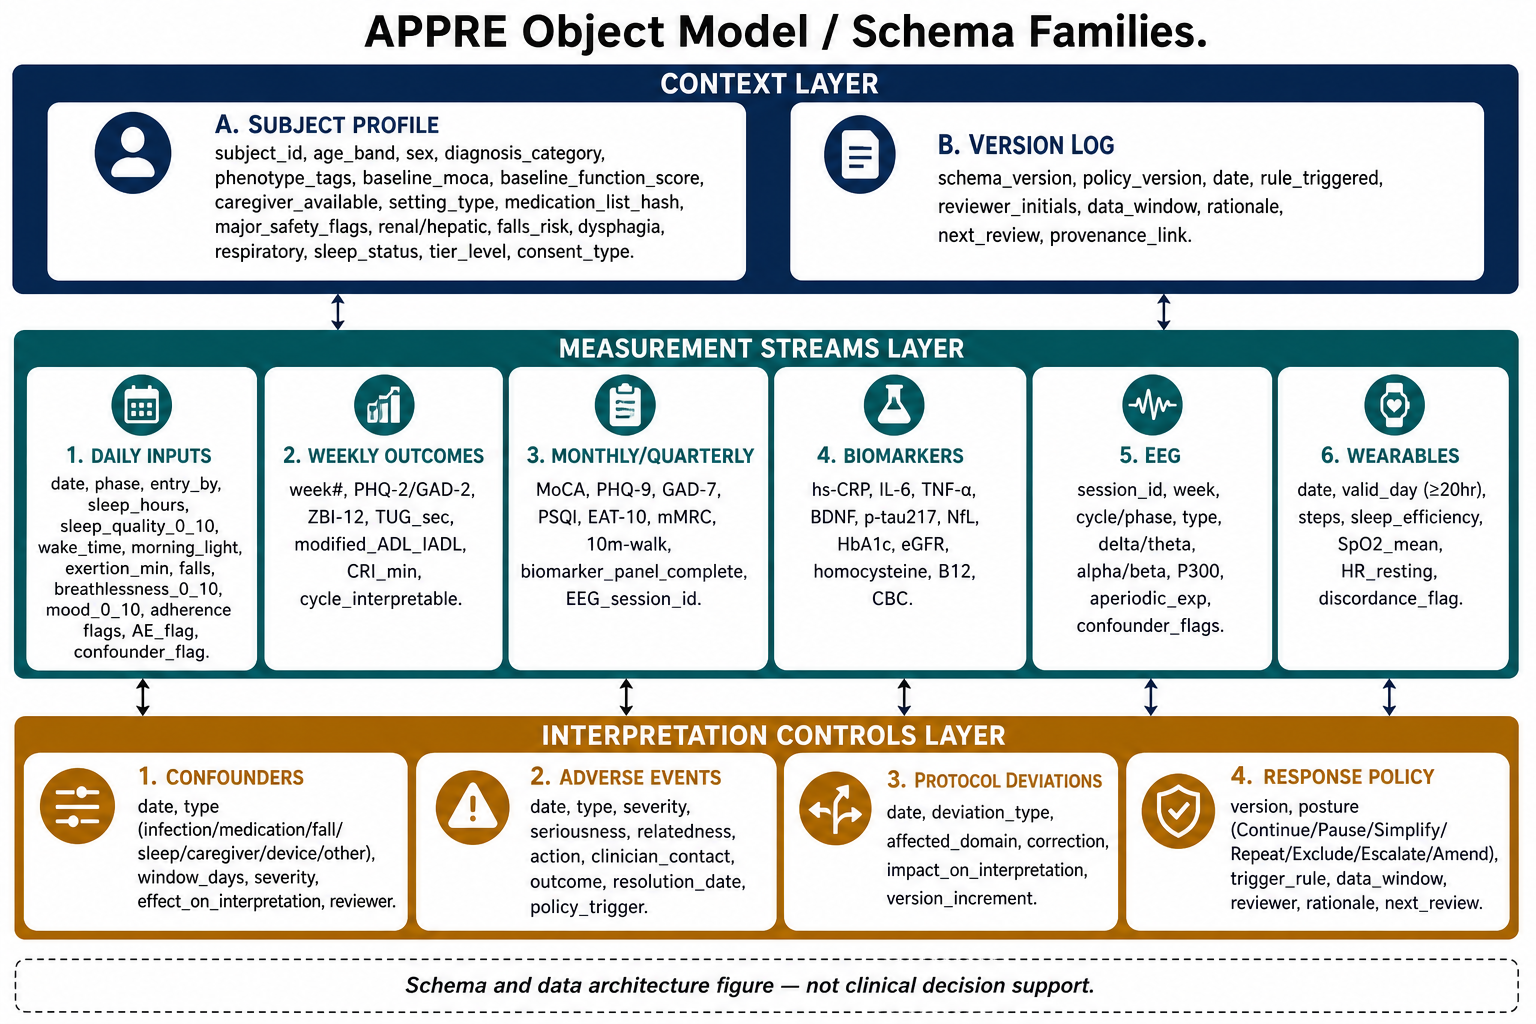 APPRE Object Model / Schema Families.
CONTEXT LAYER
A. SUBJECT PROFILE
subject_id, age_band, sex, diagnosis_category,
phenotype_tags, baseline_moca, baseline_function_score,
caregiver_available, setting_type, medication_list_hash,
major_safety_flags, renal/hepatic, falls_risk, dysphagia,
respiratory, sleep_status, tier_level, consent_type.
B. VERSION LOG
schema_version, policy_version, date, rule_triggered,
reviewer_initials, data_window, rationale,
next_review, provenance_link.
MEASUREMENT STREAMS LAYER
1. DAILY INPUTS
date, phase, entry_by,
sleep_hours,
sleep_quality_0_10,
wake_time, morning_light,
exertion_min, falls,
breathlessness_0_10,
mood_0_10, adherence
flags, AE_flag,
confounder_flag.
2. WEEKLY OUTCOMES
week#, PHQ-2/GAD-2,
ZBI-12, TUG_sec,
modified_ADL_IADL,
CRI_min,
cycle_interpretable.
3. MONTHLY/QUARTERLY
MoCA, PHQ-9, GAD-7,
PSQI, EAT-10, mMRC,
10m-walk,
biomarker_panel_complete,
EEG_session_id.
4. BIOMARKERS
hs-CRP, IL-6, TNF-α,
BDNF, p-tau217, NfL,
HbA1c, eGFR,
homocysteine, B12,
CBC.
5. EEG
session_id, week,
cycle/phase, type,
delta/theta,
alpha/beta, P300,
aperiodic_exp,
confounder_flags.
6. WEARABLES
date, valid_day (≥20hr),
steps, sleep_efficiency,
SpO2_mean,
HR_resting,
discordance_flag.
INTERPRETATION CONTROLS LAYER
1. CONFOUNDERS
date, type
(infection/medication/fall/
sleep/caregiver/device/other),
window_days, severity,
effect_on_interpretation, reviewer.
2. ADVERSE EVENTS
date, type, severity,
seriousness, relatedness,
action, clinician_contact,
outcome, resolution_date,
policy_trigger.
3. PROTOCOL DEVIATIONS
date, deviation_type,
affected_domain, correction,
impact_on_interpretation,
version_increment.
4. RESPONSE POLICY
version, posture
(Continue/Pause/Simplify/
Repeat/Exclude/Escalate/Amend),
trigger_rule, data_window,
reviewer, rationale, next_review.
Schema and data architecture figure — not clinical decision support.